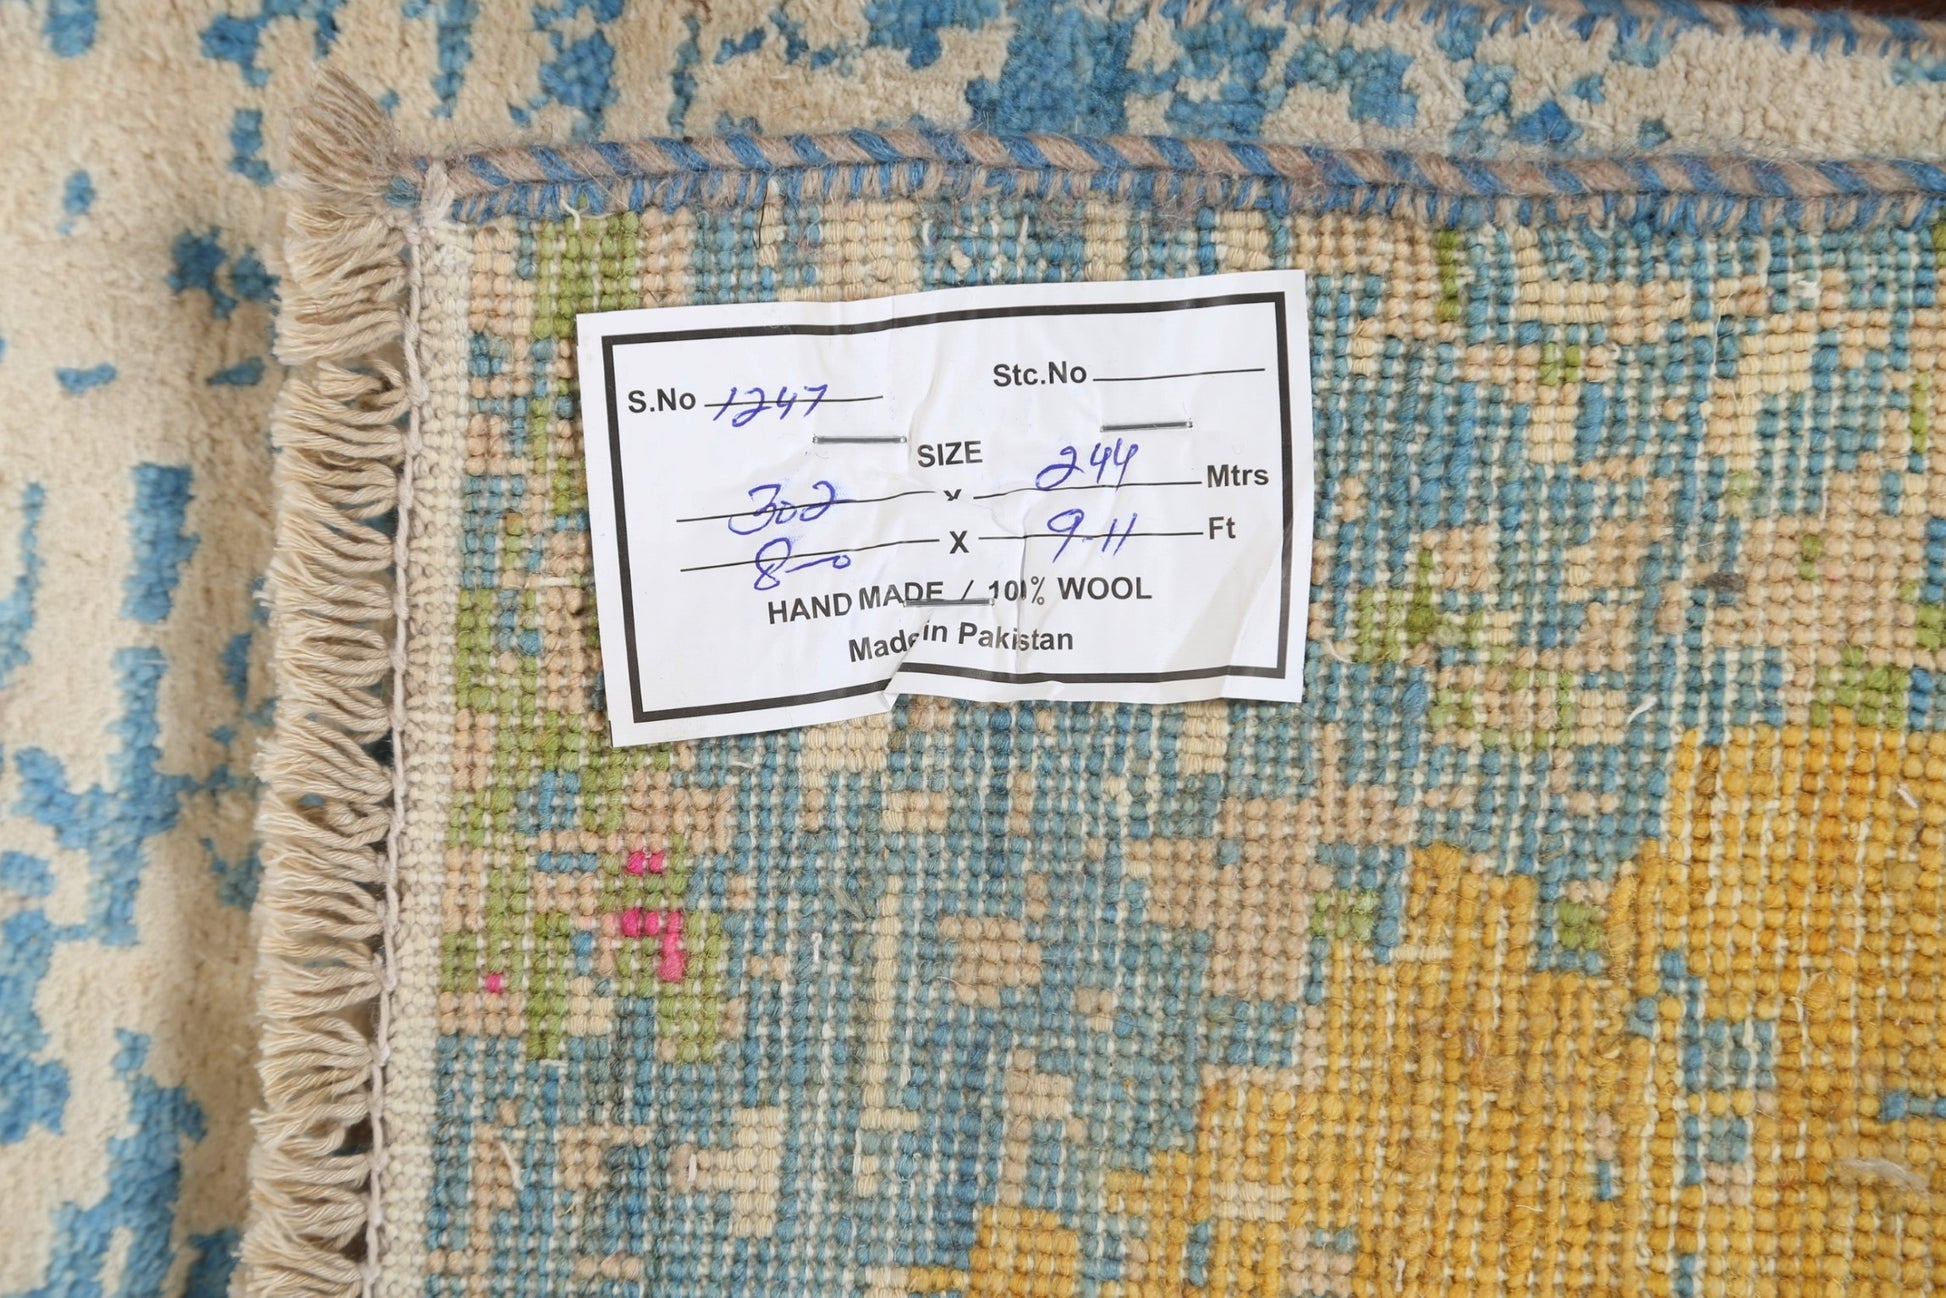 S.No 1247 Stc.No
SIZE
302 x 244 Mtrs
8-0 X 9-11 Ft
HAND MADE / 100% WOOL
Made in Pakistan